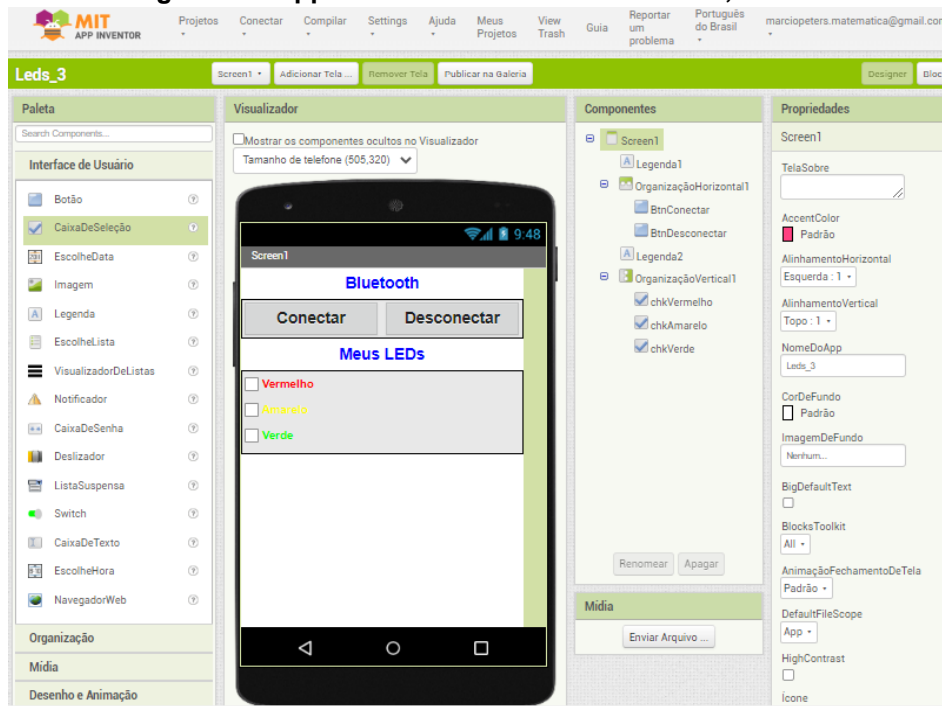 MIT
APP INVENTOR
Projetos
Conectar
Compilar
Settings
Ajuda
Meus
Projetos
View
Trash
Guia
Reportar
um
problema
Português
do Brasil
marciopeters.matematica@gmail.com
Leds_3
Screen1
Adicionar Tela ...
Remover Tela
Publicar na Galeria
Designer
Bloc
Paleta
Search Components...
Interface de Usuário
Botão
CaixaDeSeleção
EscolheData
Imagem
Legenda
EscolheLista
VisualizadorDeListas
Notificador
CaixaDeSenha
Deslizador
ListaSuspensa
Switch
CaixaDeTexto
EscolheHora
NavegadorWeb
Organização
Mídia
Desenho e Animação
Visualizador
Mostrar os componentes ocultos no Visualizador
Tamanho de telefone (505,320)
9:48
Screen1
Bluetooth
Conectar
Desconectar
Meus LEDs
Vermelho
Amarelo
Verde
Componentes
Screen1
Legenda1
OrganizaçãoHorizontal1
BtnConectar
BtnDesconectar
Legenda2
OrganizaçãoVertical1
chkVermelho
chkAmarelo
chkVerde
Renomear
Apagar
Mídia
Enviar Arquivo ...
Propriedades
Screen1
TelaSobre
AccentColor
Padrão
AlinhamentoHorizontal
Esquerda : 1
AlinhamentoVertical
Topo : 1
NomeDoApp
Leds_3
CorDeFundo
Padrão
ImagemDeFundo
Nenhum...
BigDefaultText
BlocksToolkit
All
AnimaçãoFechamentoDeTela
Padrão
DefaultFileScope
App
HighContrast
Ícone